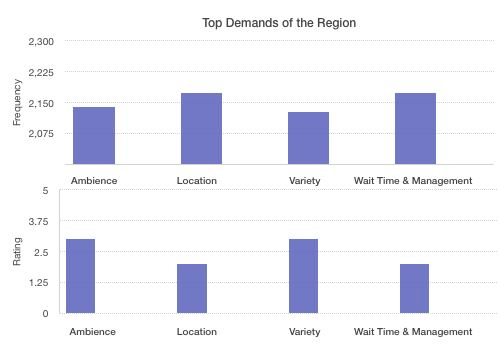 Top Demands of the Region
Frequency
2,300
2,225
2,150
2,075
Ambience Location Variety Wait Time & Management
Rating
5
3.75
2.5
1.25
0
Ambience Location Variety Wait Time & Management